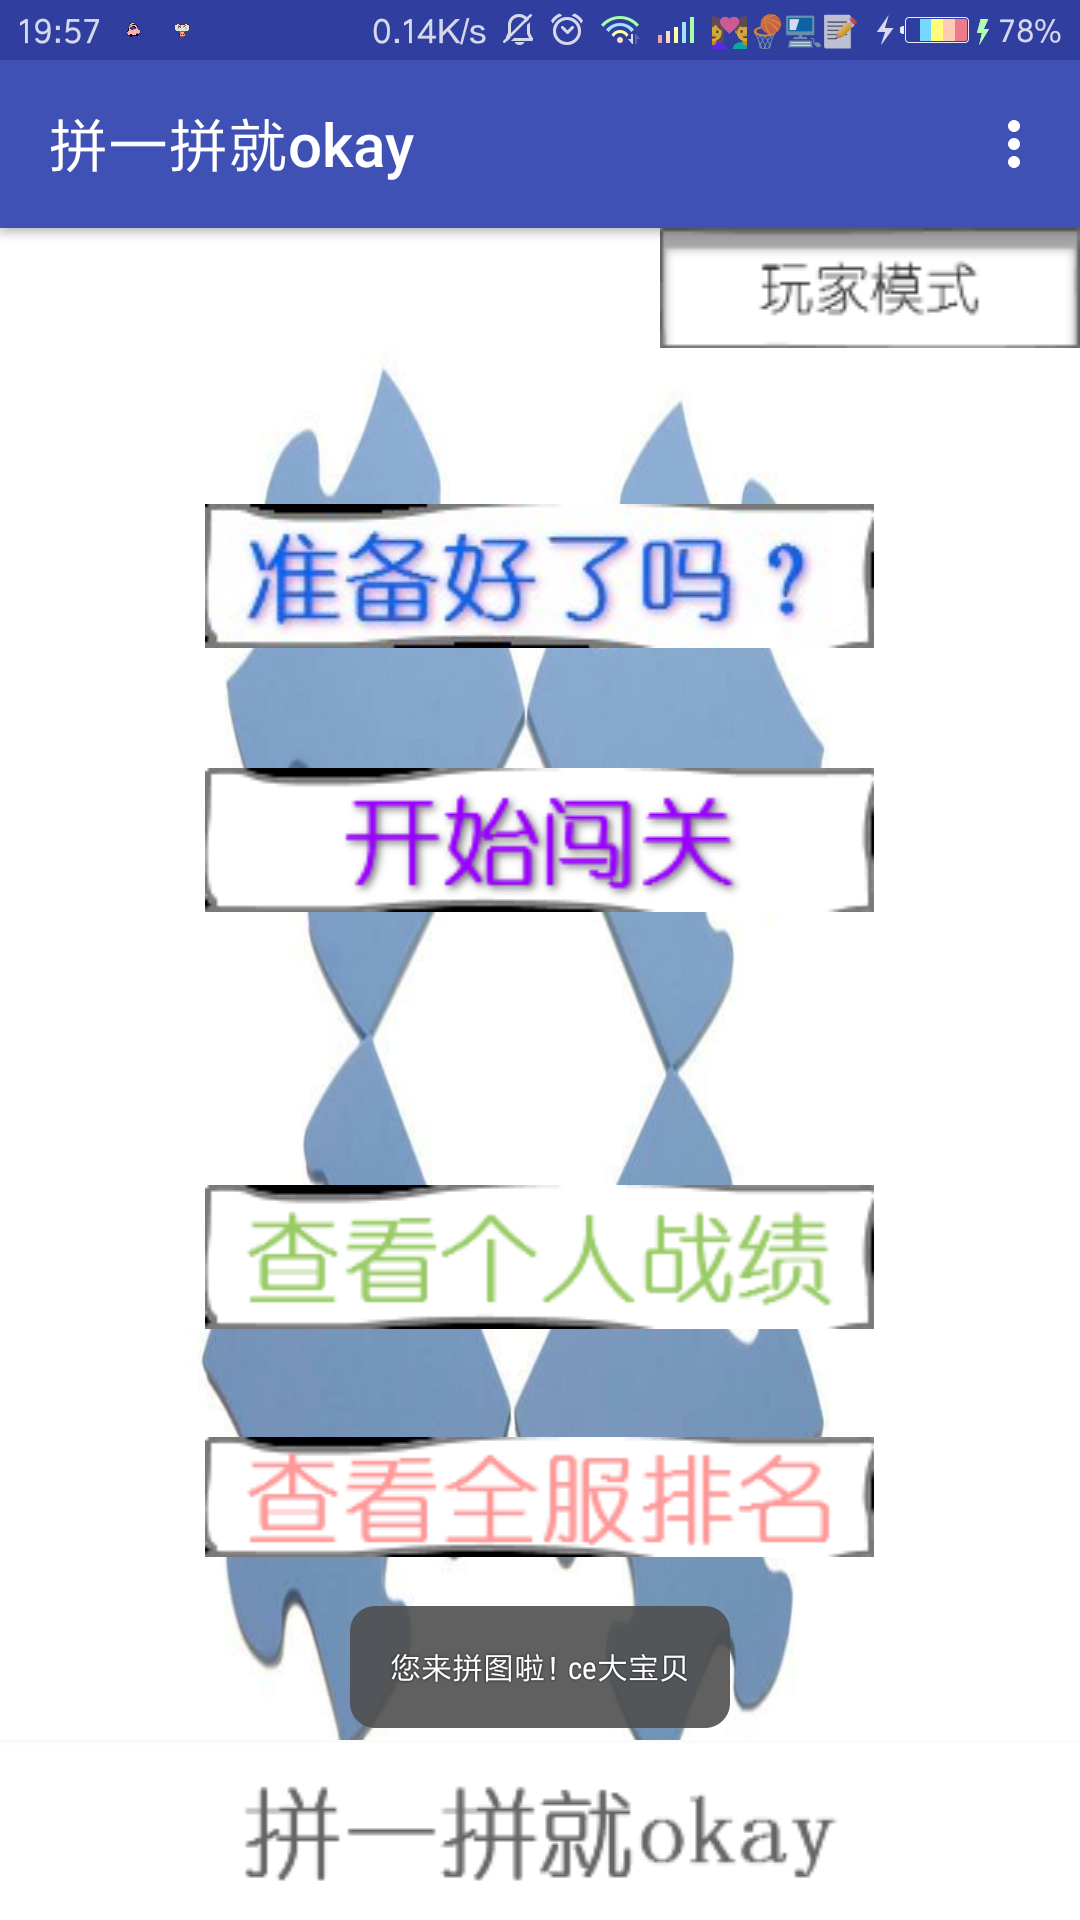 19:57 0.14K/s 78%
拼一拼就okay
玩家模式
准备好了吗？
开始闯关
查看个人战绩
查看全服排名
您来拼图啦！ce大宝贝
拼一拼就okay